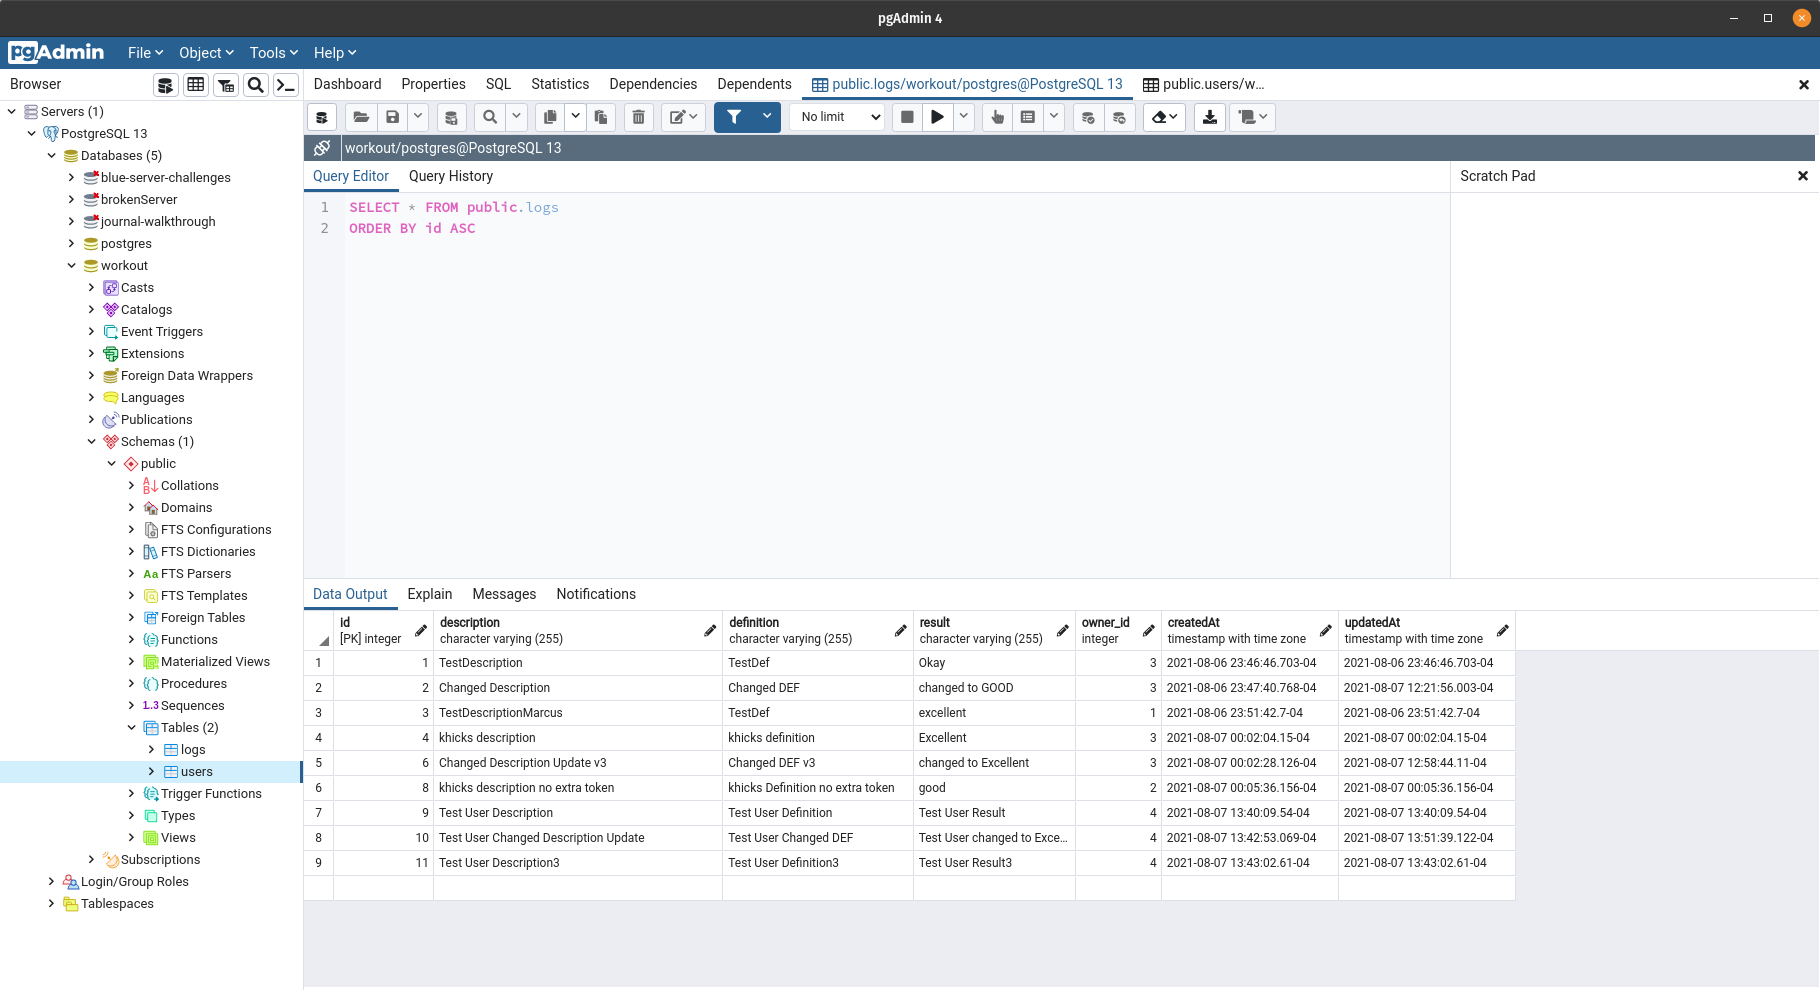 pgAdmin 4
pgAdmin File Object Tools Help
Browser
Dashboard Properties SQL Statistics Dependencies Dependents public.logs/workout/postgres@PostgreSQL 13 public.users/w...
No limit
workout/postgres@PostgreSQL 13
Query Editor Query History
Scratch Pad
1 SELECT * FROM public.logs
2 ORDER BY id ASC
Servers (1)
PostgreSQL 13
Databases (5)
blue-server-challenges
brokenServer
journal-walkthrough
postgres
workout
Casts
Catalogs
Event Triggers
Extensions
Foreign Data Wrappers
Languages
Publications
Schemas (1)
public
Collations
Domains
FTS Configurations
FTS Dictionaries
Aa FTS Parsers
FTS Templates
Foreign Tables
Functions
Materialized Views
Procedures
1..3 Sequences
Tables (2)
logs
users
Trigger Functions
Types
Views
Subscriptions
Login/Group Roles
Tablespaces
Data Output Explain Messages Notifications
id description definition result owner_id createdAt updatedAt
[PK] integer character varying (255) character varying (255) character varying (255) integer timestamp with time zone timestamp with time zone
1 1 TestDescription TestDef Okay 3 2021-08-06 23:46:46.703-04 2021-08-06 23:46:46.703-04
2 2 Changed Description Changed DEF changed to GOOD 3 2021-08-06 23:47:40.768-04 2021-08-07 12:21:56.003-04
3 3 TestDescriptionMarcus TestDef excellent 1 2021-08-06 23:51:42.7-04 2021-08-06 23:51:42.7-04
4 4 khicks description khicks definition Excellent 3 2021-08-07 00:02:04.15-04 2021-08-07 00:02:04.15-04
5 6 Changed Description Update v3 Changed DEF v3 changed to Excellent 3 2021-08-07 00:02:28.126-04 2021-08-07 12:58:44.11-04
6 8 khicks description no extra token khicks Definition no extra token good 2 2021-08-07 00:05:36.156-04 2021-08-07 00:05:36.156-04
7 9 Test User Description Test User Definition Test User Result 4 2021-08-07 13:40:09.54-04 2021-08-07 13:40:09.54-04
8 10 Test User Changed Description Update Test User Changed DEF Test User changed to Exce... 4 2021-08-07 13:42:53.069-04 2021-08-07 13:51:39.122-04
9 11 Test User Description3 Test User Definition3 Test User Result3 4 2021-08-07 13:43:02.61-04 2021-08-07 13:43:02.61-04